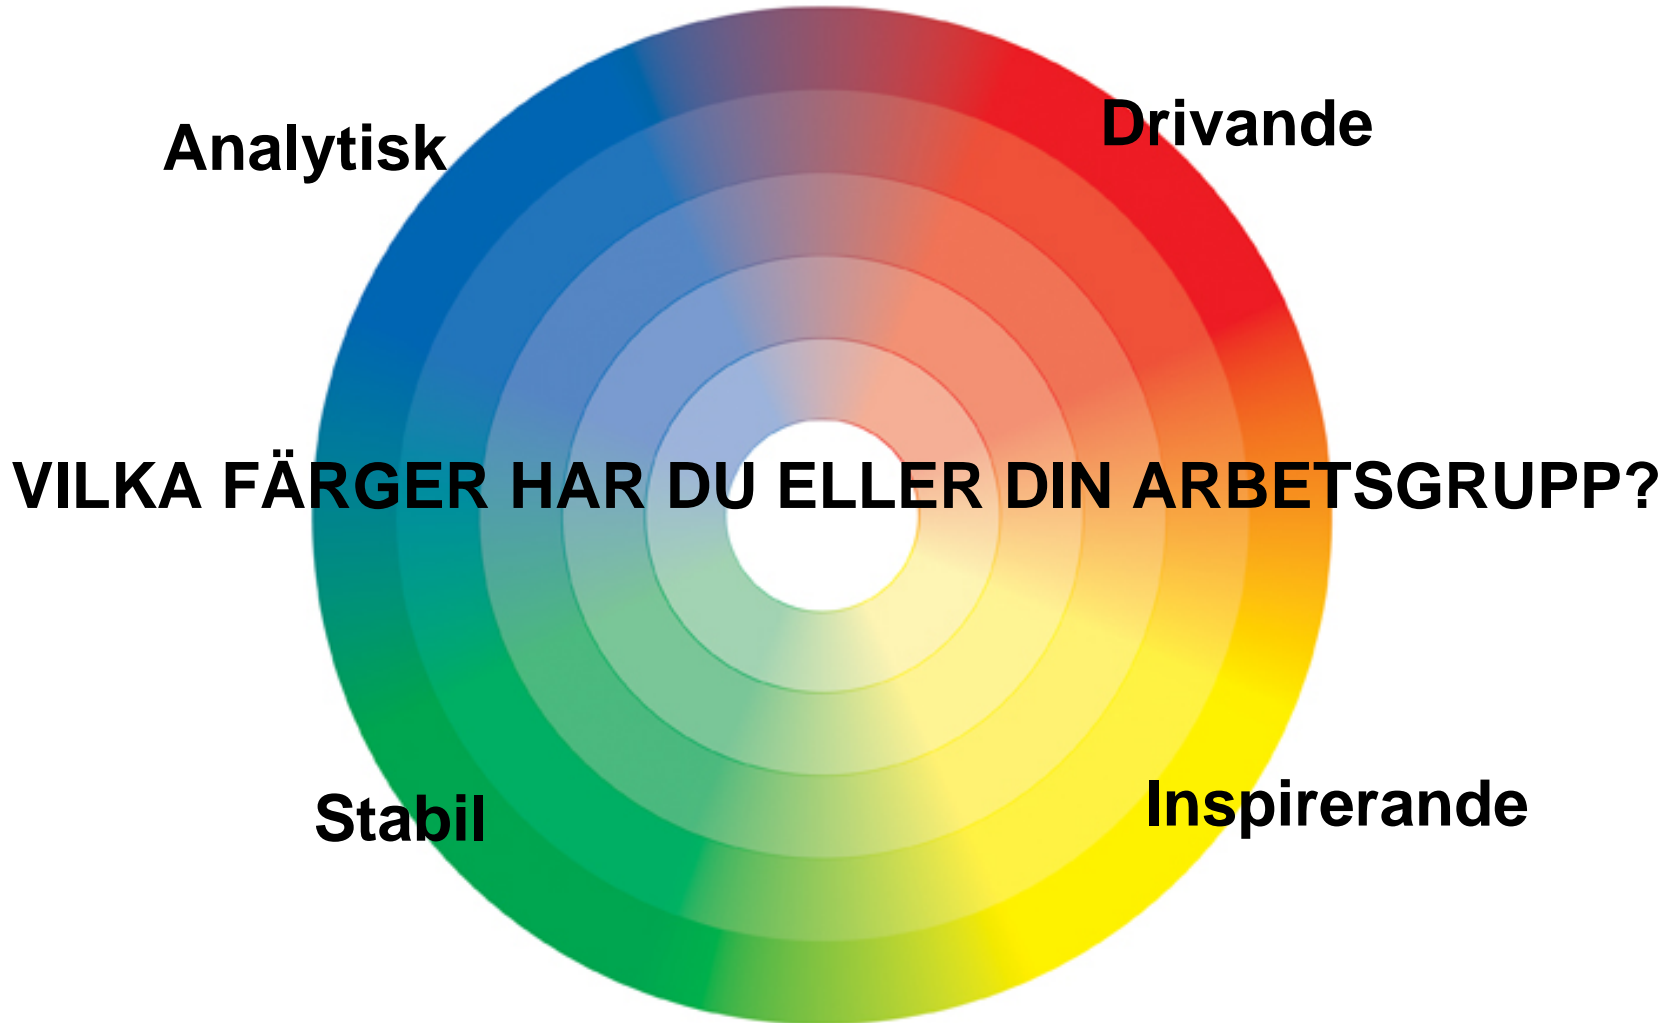 Analytisk
Drivande
VILKA FÄRGER HAR DU ELLER DIN ARBETSGRUPP?
Stabil
Inspirerande